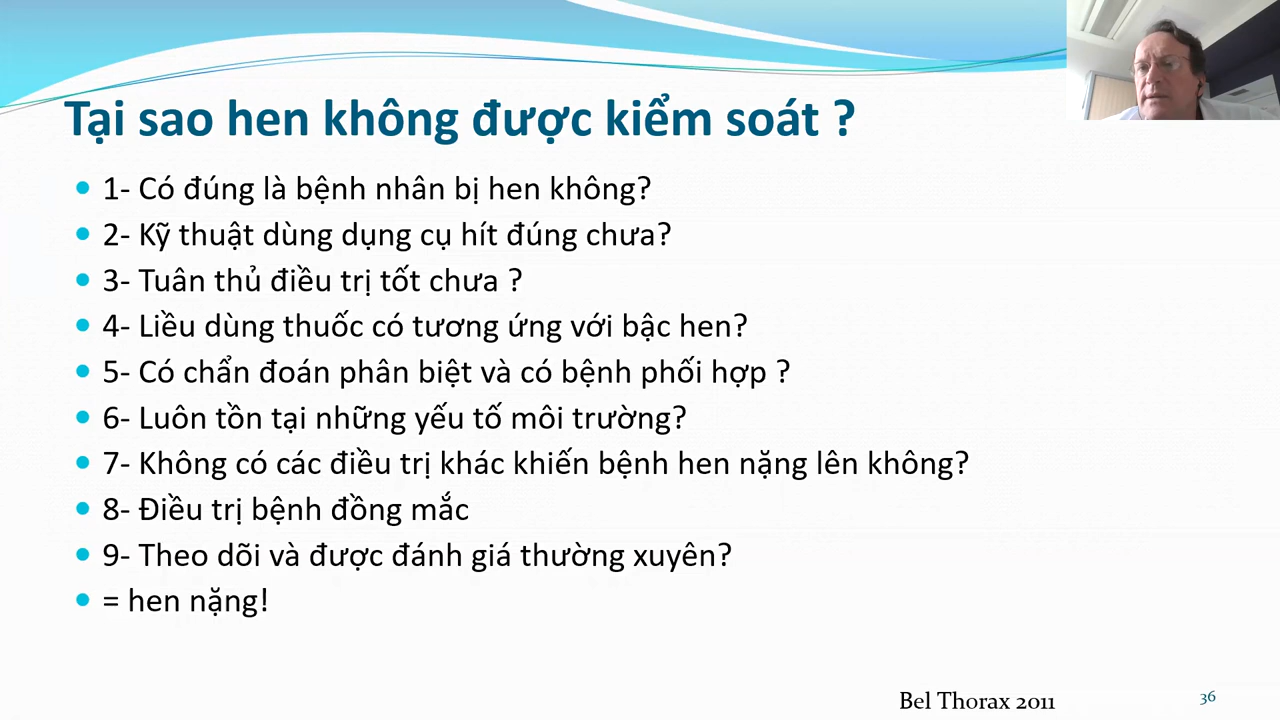 Tại sao hen không được kiểm soát ?
1- Có đúng là bệnh nhân bị hen không?
2- Kỹ thuật dùng dụng cụ hít đúng chưa?
3- Tuân thủ điều trị tốt chưa ?
4- Liều dùng thuốc có tương ứng với bậc hen?
5- Có chẩn đoán phân biệt và có bệnh phối hợp ?
6- Luôn tồn tại những yếu tố môi trường?
7- Không có các điều trị khác khiến bệnh hen nặng lên không?
8- Điều trị bệnh đồng mắc
9- Theo dõi và được đánh giá thường xuyên?
= hen nặng!
Bel Thorax 2011
36